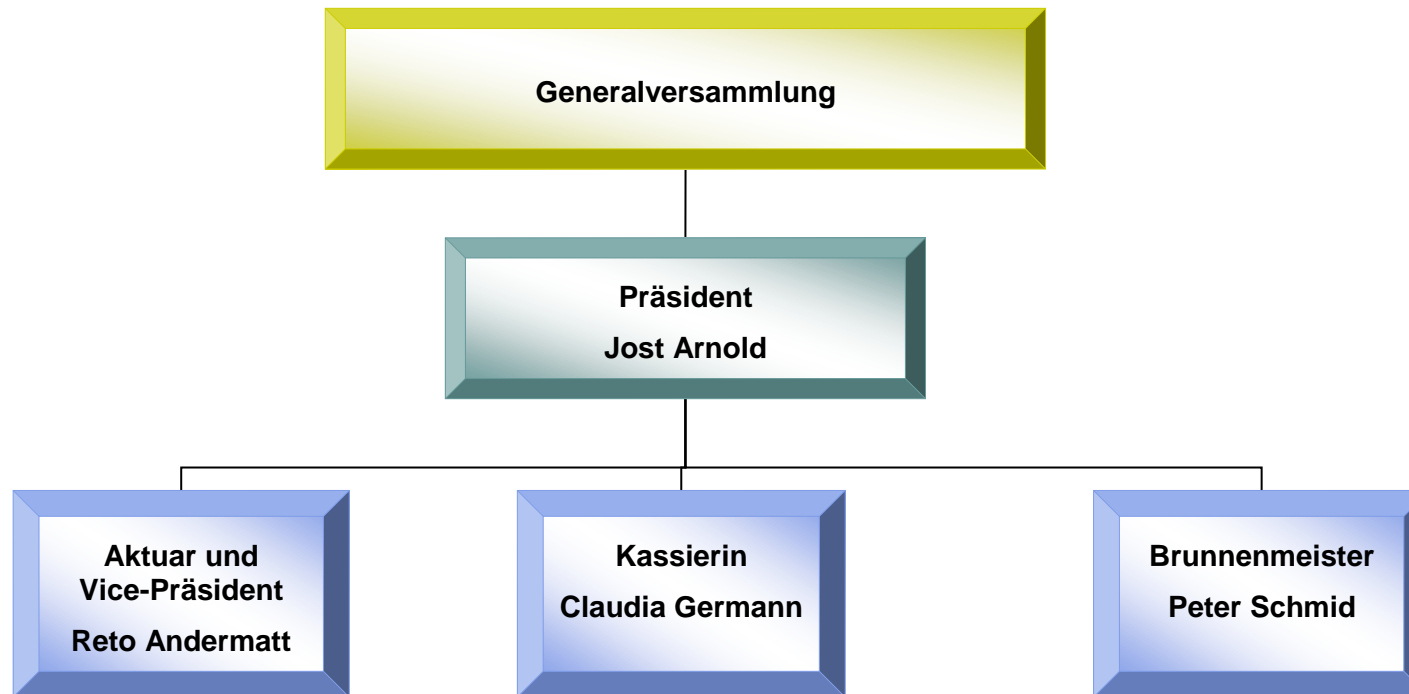 Generalversammlung
Präsident
Jost Arnold
Aktuar und
Vice-Präsident
Reto Andermatt
Kassierin
Claudia Germann
Brunnenmeister
Peter Schmid